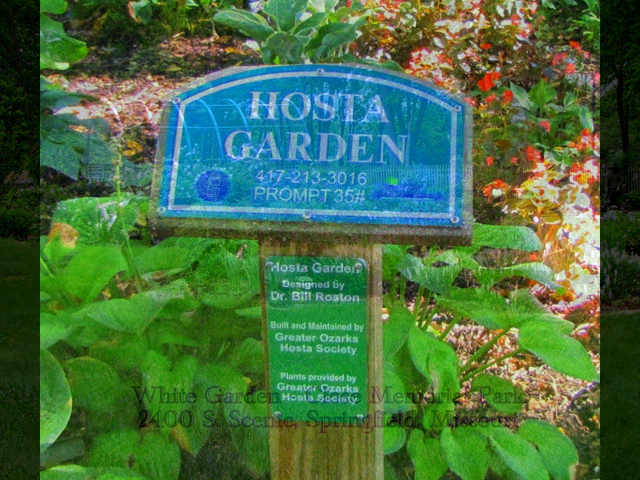 HOSTA
GARDEN
417-213-3016
PROMPT 35#
Hosta Garden
Designed by
Dr. Bill Roston
Built and Maintained by
Greater Ozarks
Hosta Society
Plants provided by
Greater Ozarks
Hosta Society
White Garden Memorial Park
2400 S. Scenic, Springfield, Missouri